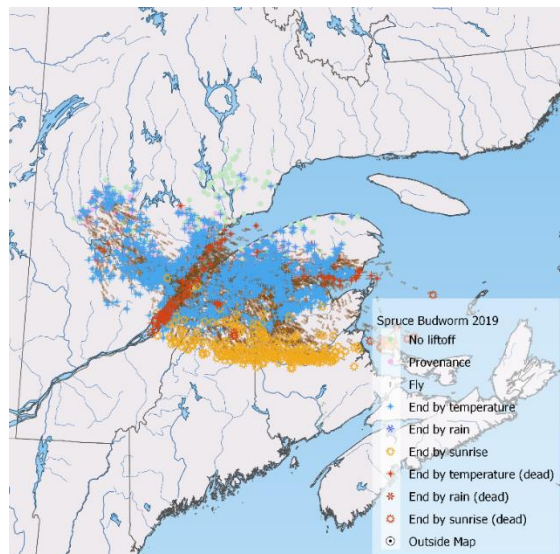 Spruce Budworm 2019
No liftoff
Provenance
Fly
End by temperature
End by rain
End by sunrise
End by temperature (dead)
End by rain (dead)
End by sunrise (dead)
Outside Map